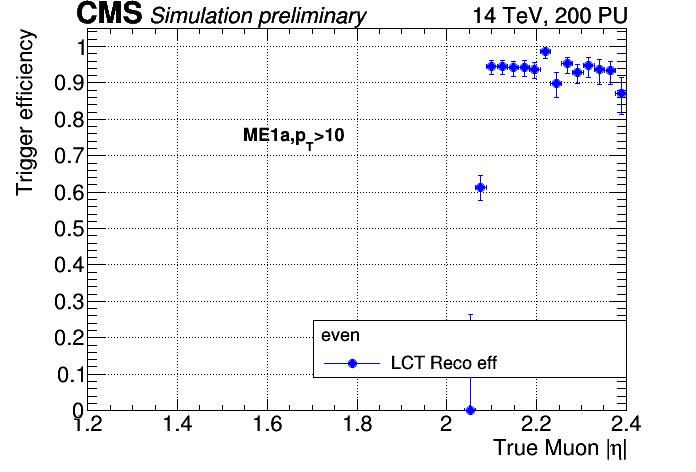 CMS Simulation preliminary 14 TeV, 200 PU
Trigger efficiency
1
0.9
0.8
0.7
0.6
0.5
0.4
0.3
0.2
0.1
0
ME1a,p_T>10
even
LCT Reco eff
1.2 1.4 1.6 1.8 2 2.2 2.4
True Muon |η|